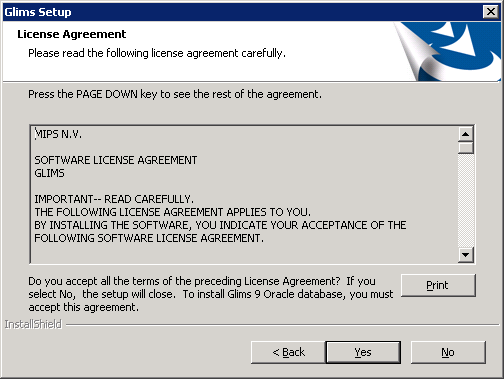 Glims Setup
License Agreement
Please read the following license agreement carefully.
Press the PAGE DOWN key to see the rest of the agreement.
MIPS N.V.
SOFTWARE LICENSE AGREEMENT
GLIMS
IMPORTANT-- READ CAREFULLY.
THE FOLLOWING LICENSE AGREEMENT APPLIES TO YOU.
BY INSTALLING THE SOFTWARE, YOU INDICATE YOUR ACCEPTANCE OF THE
FOLLOWING SOFTWARE LICENSE AGREEMENT.
Do you accept all the terms of the preceding License Agreement? If you
select No, the setup will close. To install Glims 9 Oracle database, you must
accept this agreement.
Print
InstallShield
< Back
Yes
No